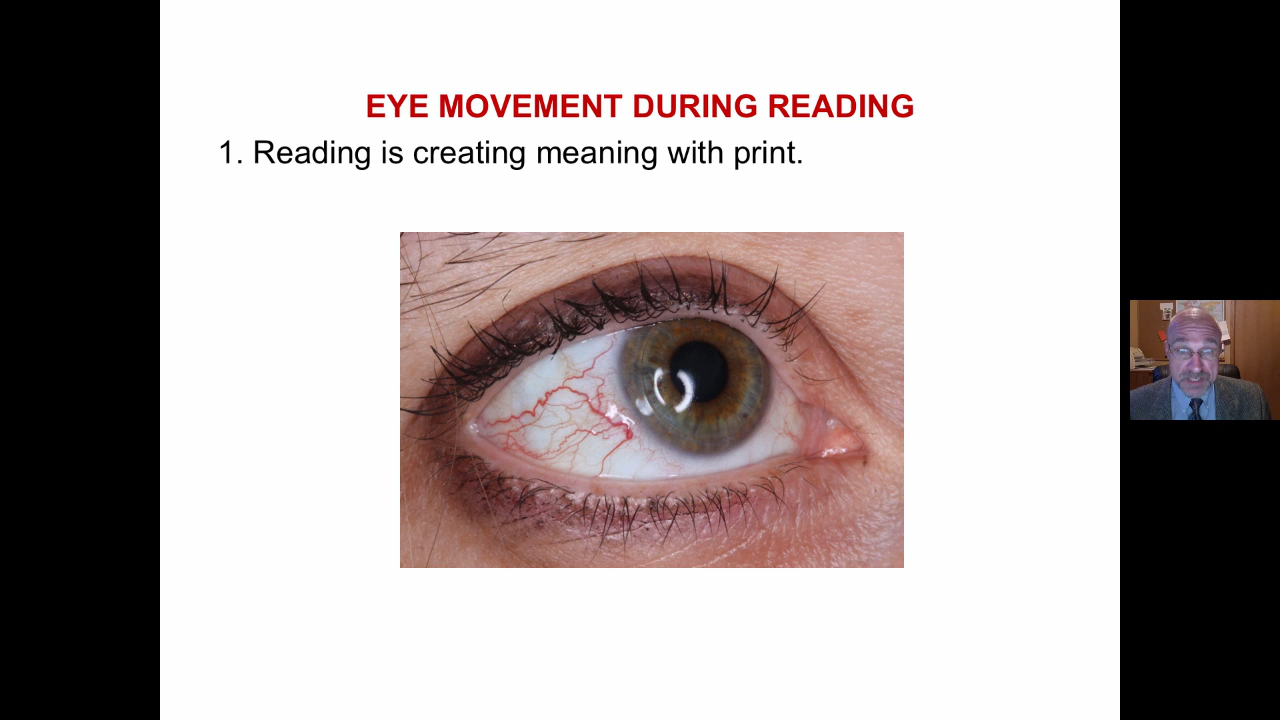 EYE MOVEMENT DURING READING
1. Reading is creating meaning with print.